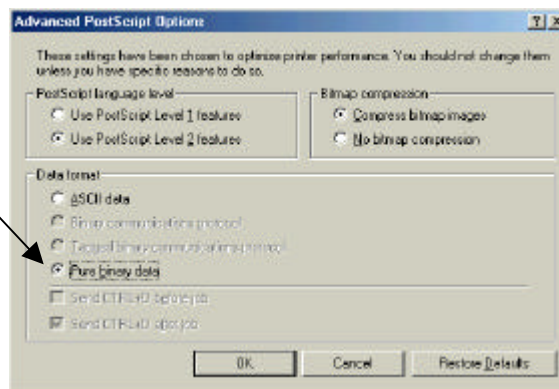 Advanced PostScript Options
These settings have been chosen to optimize printer performance. You should not change them
unless you have specific reasons to do so.
PostScript language level
Use PostScript Level 1 features
Use PostScript Level 2 features
Bitmap compression
Compress bitmap images
No bitmap compression
Data format
ASCII data
Binary communications protocol
Tagged binary communications protocol
Pure binary data
Send CTRL+D before job
Send CTRL+D after job
OK
Cancel
Restore Defaults